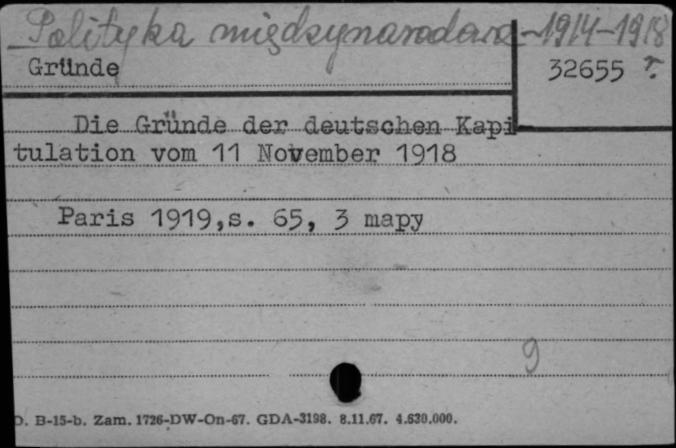 Polityka międzynarodowa - 1914-1918
Gründe
32655 r.
Die Gründe der deutschen Kapi
tulation vom 11 November 1918
Paris 1919,s. 65, 3 mapy
9
D. B-15-b. Zam. 1726-DW-On-67. GDA-3198. 8.11.67. 4.630.000.